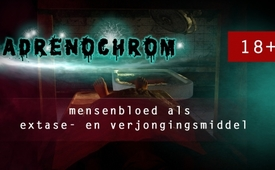 ADRENOCHROM
18+
mensenbloed als
extase- en verjongingsmiddel